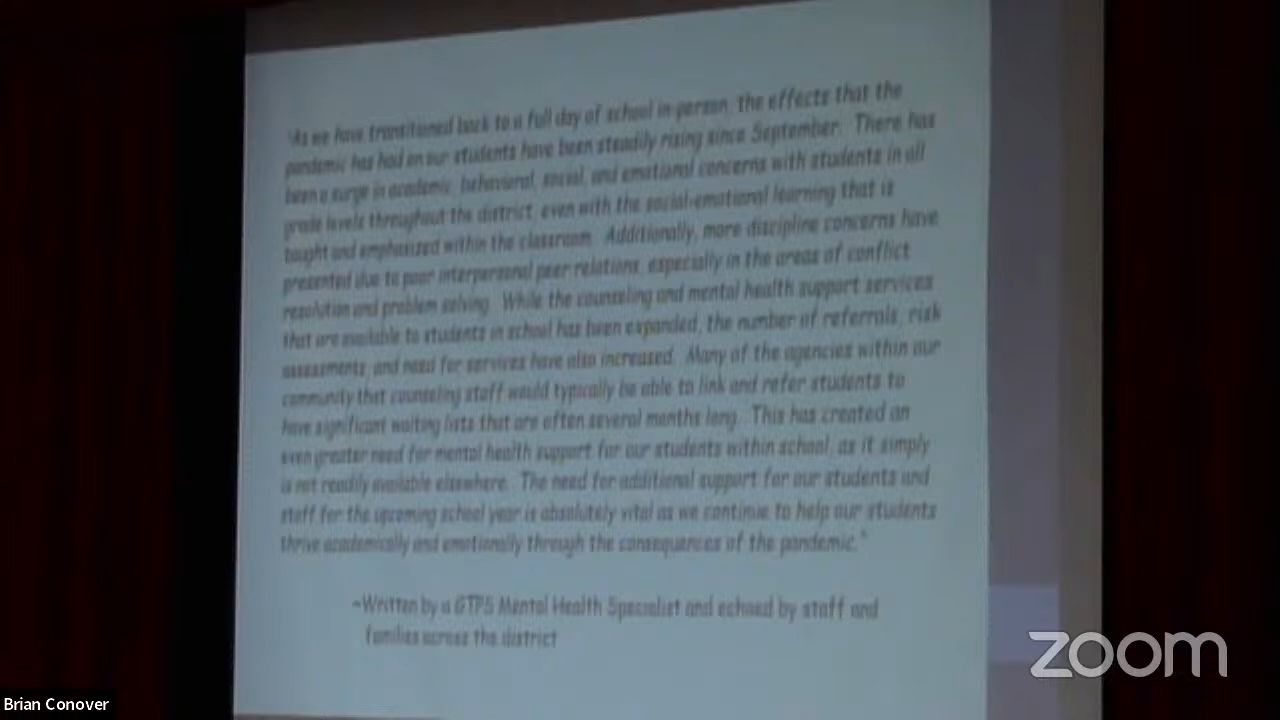 "As we have transitioned back to a full day of school in-person, the effects that the
pandemic has had on our students have been steadily rising since September. There has
been a surge in academic, behavioral, social, and emotional concerns with students in all
grade levels throughout the district, even with the social-emotional learning that is
taught and emphasized within the classroom. Additionally, more discipline concerns have
presented due to poor interpersonal peer relations, especially in the areas of conflict
resolution and problem solving. While the counseling and mental health support services
that are available to students in school has been expanded, the number of referrals, risk
assessments, and need for services have also increased. Many of the agencies within our
community that counseling staff would typically be able to link and refer students to
have significant waiting lists that are often several months long. This has created an
even greater need for mental health support for our students within school, as it simply
is not readily available elsewhere. The need for additional support for our students and
staff for the upcoming school year is absolutely vital as we continue to help our students
thrive academically and emotionally through the consequences of the pandemic."
~Written by a GTPS Mental Health Specialist and echoed by staff and
families across the district
zoom
Brian Conover